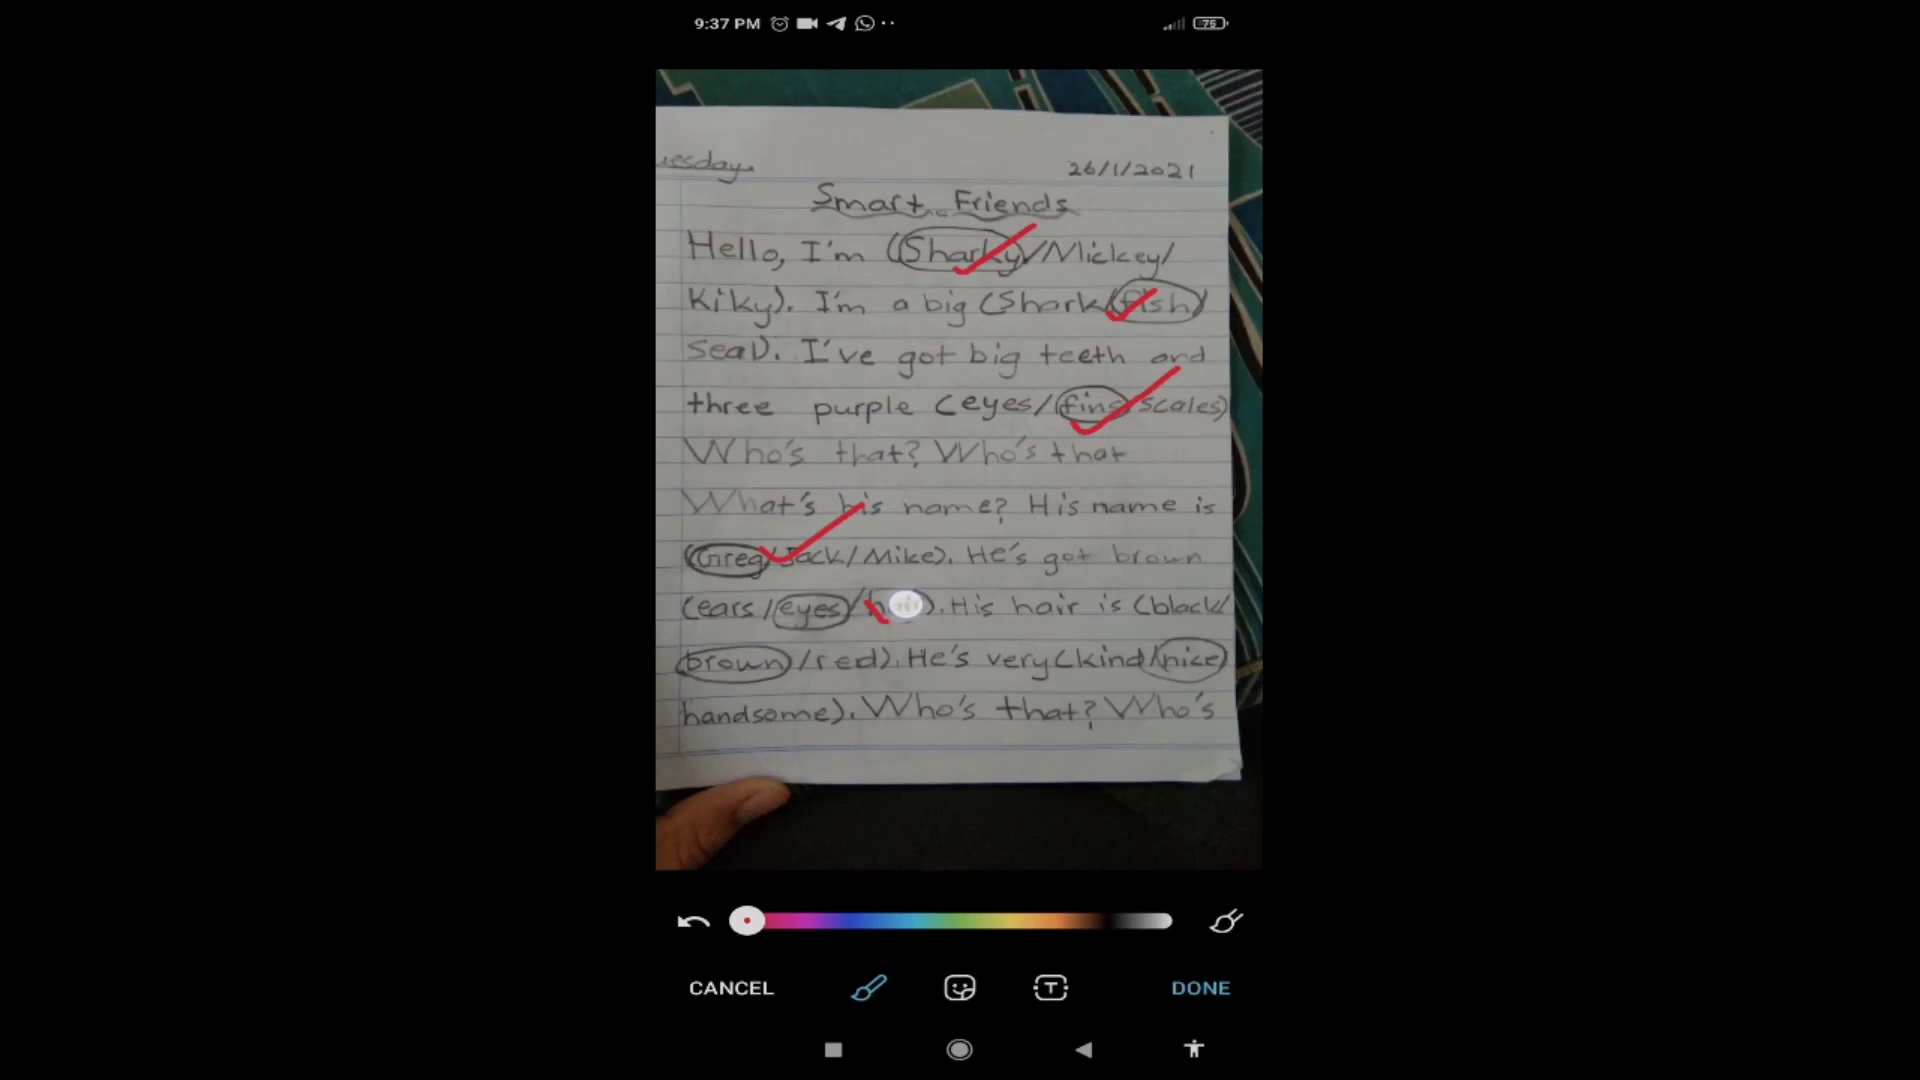 9:37 PM
75
uesday.
26/1/2021
Smart Friends
Hello, I'm (Sharky/Mickey/
Kiky). I'm a big (Shark/fish/
seal). I've got big teeth and
three purple (eyes/fins/scales)
Who's that? Who's that
What's his name? His name is
(Greg/Jack/Mike). He's got brown
(ears/eyes/hair). His hair is (black/
brown/red). He's very (kind/nice/
handsome). Who's that? Who's
CANCEL
T
DONE